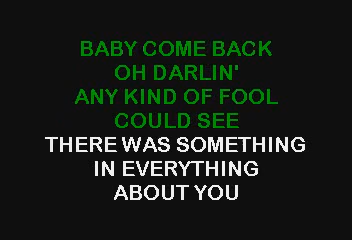 BABY COME BACK
OH DARLIN'
ANY KIND OF FOOL
COULD SEE
THERE WAS SOMETHING
IN EVERYTHING
ABOUT YOU